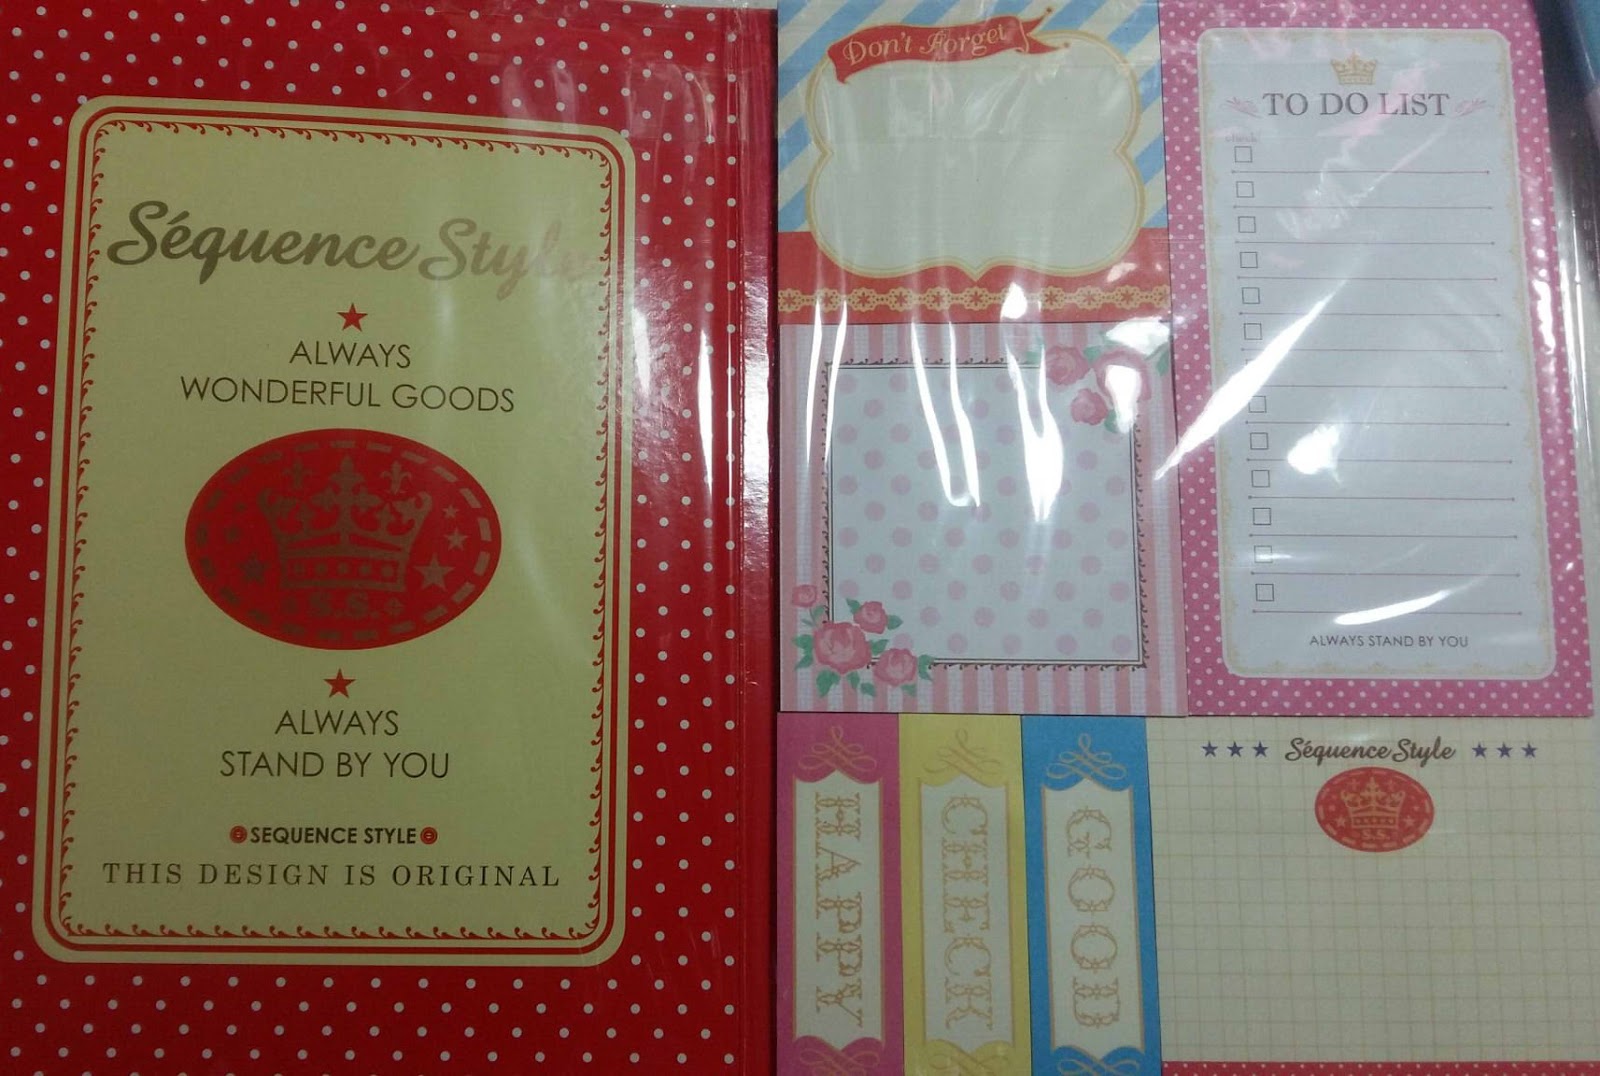 Séquence Style
ALWAYS
WONDERFUL GOODS
S.S.
ALWAYS
STAND BY YOU
SEQUENCE STYLE
THIS DESIGN IS ORIGINAL
Don't Forget
TO DO LIST
check
ALWAYS STAND BY YOU
HAPPY
CHECK
GOOD
Séquence Style
S.S.